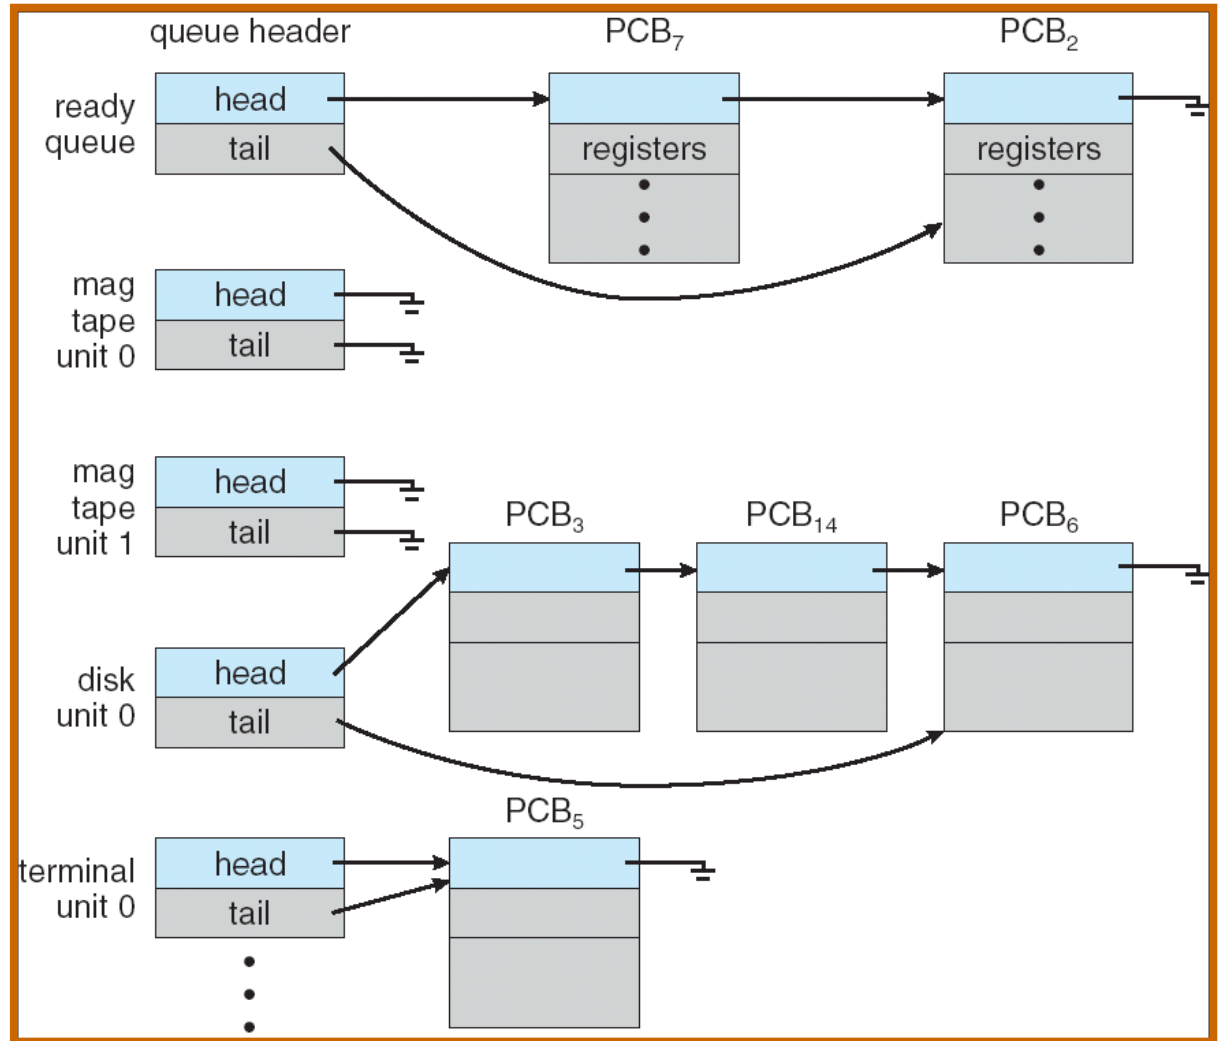 queue header
PCB7
PCB2
ready
queue
head
tail
registers
registers
mag
tape
unit 0
head
tail
mag
tape
unit 1
head
tail
PCB3
PCB14
PCB6
disk
unit 0
head
tail
PCB5
terminal
unit 0
head
tail